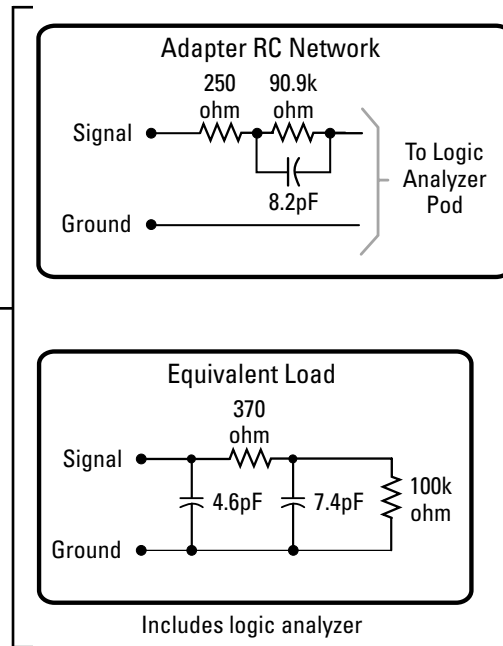 Adapter RC Network
250 ohm
90.9k ohm
Signal
8.2pF
Ground
To Logic
Analyzer
Pod
Equivalent Load
370 ohm
Signal
4.6pF
7.4pF
100k ohm
Ground
Includes logic analyzer